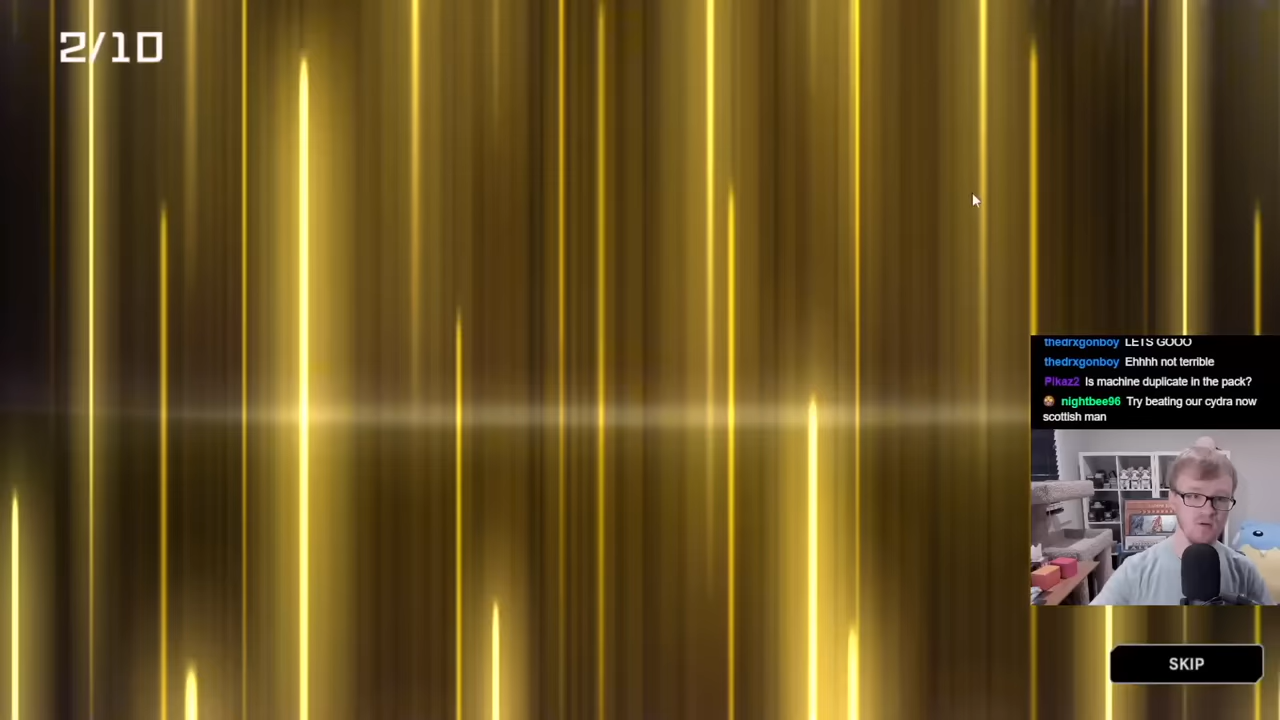 2/10
thedrxgonboy LETS GOOO
thedrxgonboy Ehhhh not terrible
Pikaz2 Is machine duplicate in the pack?
nightbee96 Try beating our cydra now
scottish man
SKIP